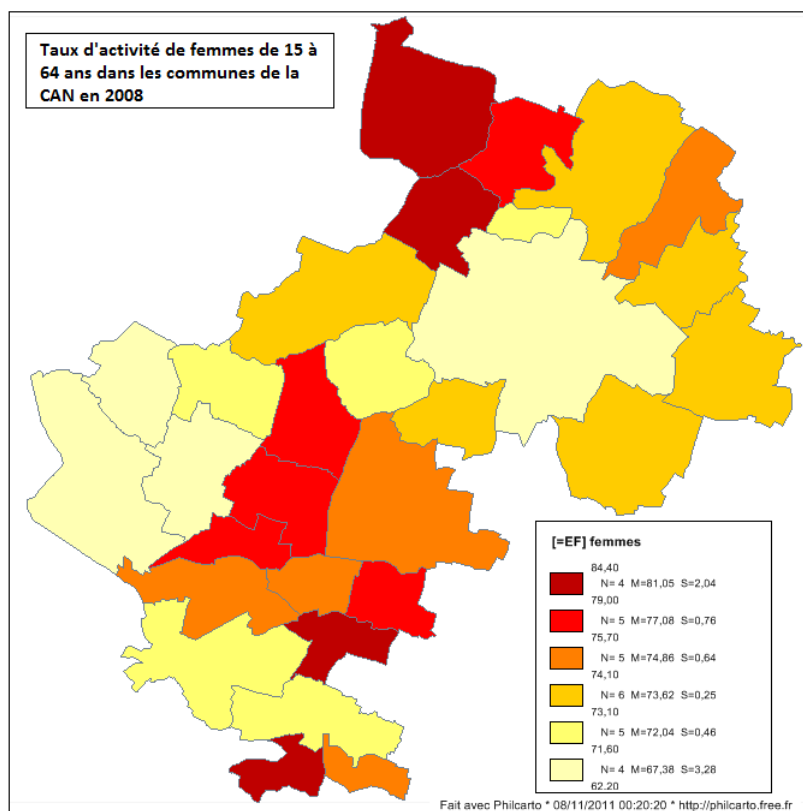 Taux d'activité de femmes de 15 à
64 ans dans les communes de la
CAN en 2008
[=EF] femmes
84,40
N= 4 M=81,05 S=2,04
79,00
N= 5 M=77,08 S=0,76
75,70
N= 5 M=74,86 S=0,64
74,10
N= 6 M=73,62 S=0,25
73,10
N= 5 M=72,04 S=0,46
71,60
N= 4 M=67,38 S=3,28
62,20
Fait avec Philcarto * 08/11/2011 00:20:20 * http://philcarto.free.fr